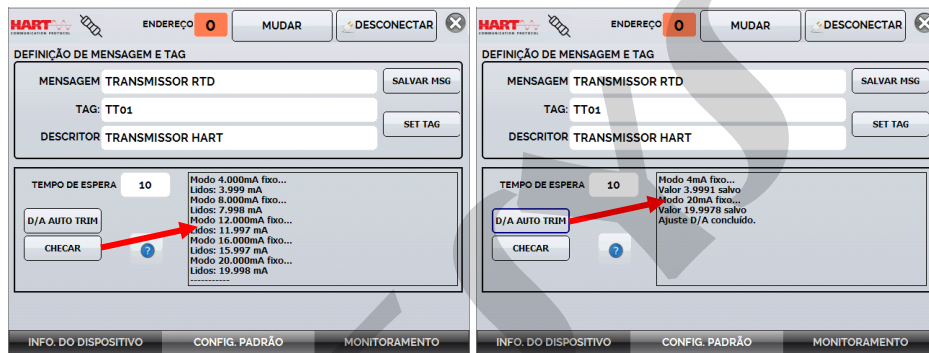 HART
COMMUNICATION PROTOCOL
ENDEREÇO 0 MUDAR DESCONECTAR
DEFINIÇÃO DE MENSAGEM E TAG
MENSAGEM TRANSMISSOR RTD SALVAR MSG
TAG: TT01
SET TAG
DESCRITOR TRANSMISSOR HART
TEMPO DE ESPERA 10
D/A AUTO TRIM
CHECAR
?
Modo 4.000mA fixo...
Lidos: 3.999 mA
Modo 8.000mA fixo...
Lidos: 7.998 mA
Modo 12.000mA fixo...
Lidos: 11.997 mA
Modo 16.000mA fixo...
Lidos: 15.997 mA
Modo 20.000mA fixo...
Lidos: 19.998 mA
-----------
INFO. DO DISPOSITIVO CONFIG. PADRÃO MONITORAMENTO
HART
COMMUNICATION PROTOCOL
ENDEREÇO 0 MUDAR DESCONECTAR
DEFINIÇÃO DE MENSAGEM E TAG
MENSAGEM TRANSMISSOR RTD SALVAR MSG
TAG: TT01
SET TAG
DESCRITOR TRANSMISSOR HART
TEMPO DE ESPERA 10
D/A AUTO TRIM
CHECAR
?
Modo 4mA fixo...
Valor 3.9991 salvo
Modo 20mA fixo...
Valor 19.9978 salvo
Ajuste D/A concluído.
INFO. DO DISPOSITIVO CONFIG. PADRÃO MONITORAMENTO